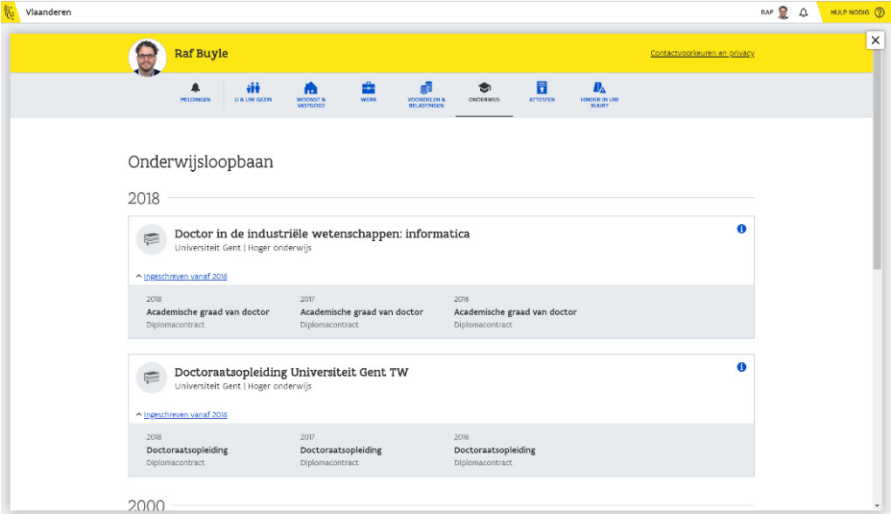 Vlaanderen
RAF
HULP NODIG
Raf Buyle
Contactvoorkeuren en privacy
MELDINGEN
U & UW GEZIN
WOONST & VASTGOED
WERK
VOORDELEN & BELASTINGEN
ONDERWIJS
ATTESTEN
HINDER IN UW BUURT
Onderwijsloopbaan
2018
Doctor in de industriële wetenschappen: informatica
Universiteit Gent | Hoger onderwijs
Ingeschreven vanaf 2016
2018 2017 2016
Academische graad van doctor Academische graad van doctor Academische graad van doctor
Diplomacontract Diplomacontract Diplomacontract
Doctoraatsopleiding Universiteit Gent TW
Universiteit Gent | Hoger onderwijs
Ingeschreven vanaf 2016
2018 2017 2016
Doctoraatsopleiding Doctoraatsopleiding Doctoraatsopleiding
Diplomacontract Diplomacontract Diplomacontract
2000